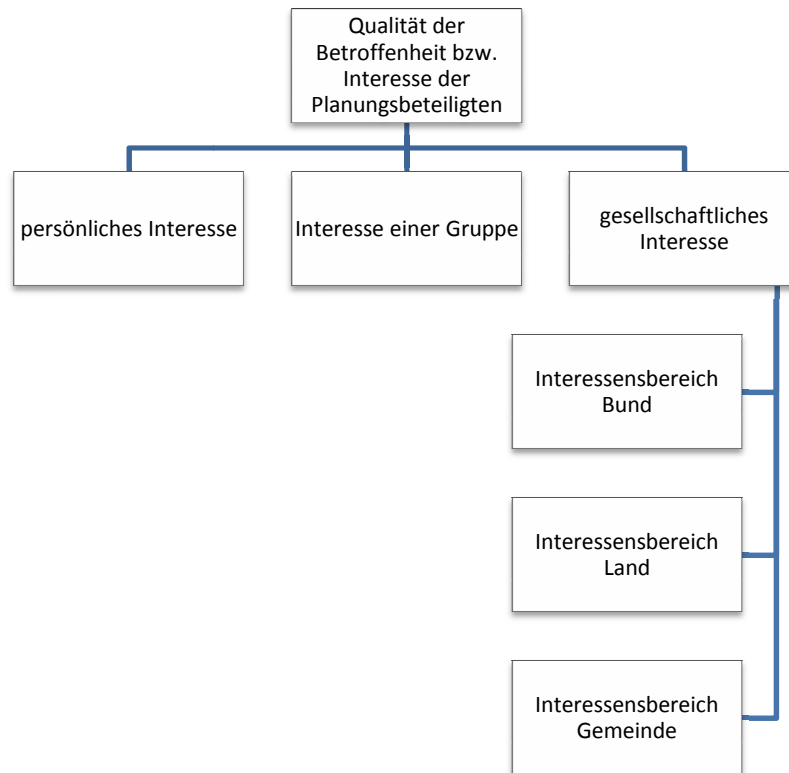 Qualität der
Betroffenheit bzw.
Interesse der
Planungsbeteiligten
persönliches Interesse
Interesse einer Gruppe
gesellschaftliches
Interesse
Interessensbereich
Bund
Interessensbereich
Land
Interessensbereich
Gemeinde